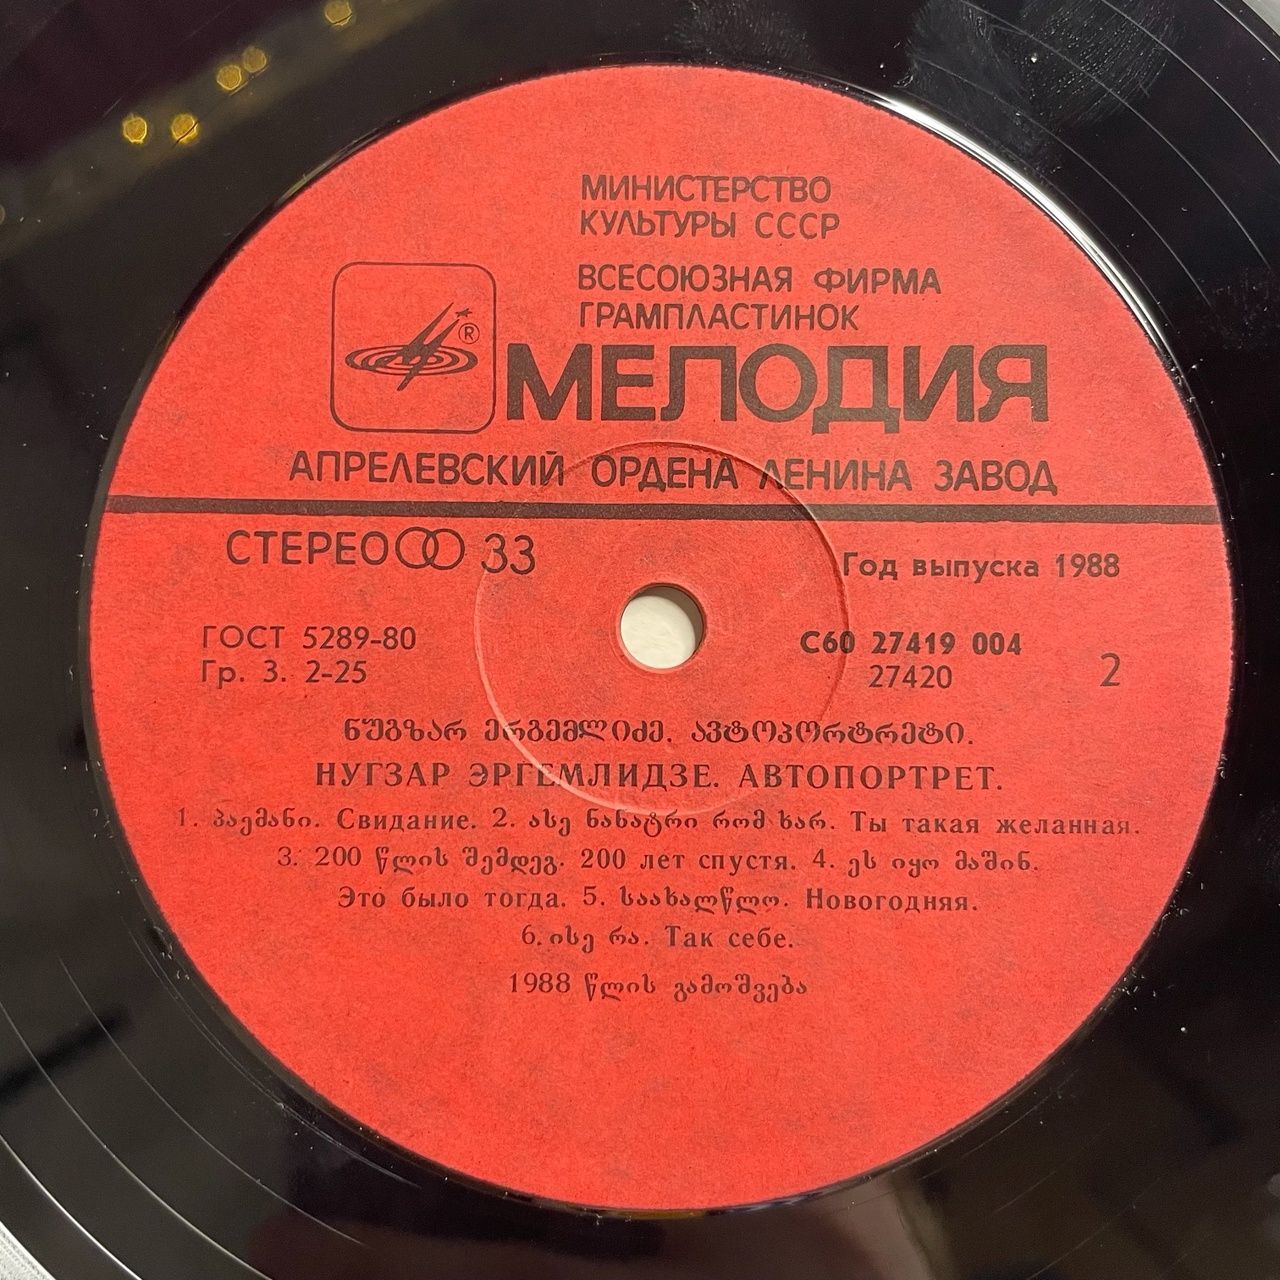 МИНИСТЕРСТВО
КУЛЬТУРЫ СССР
ВСЕСОЮЗНАЯ ФИРМА
ГРАМПЛАСТИНОК
®
МЕЛОДИЯ
АПРЕЛЕВСКИЙ ОРДЕНА ЛЕНИНА ЗАВОД
СТЕРЕО 33
Год выпуска 1988
ГОСТ 5289-80
Гр. 3. 2-25
С60 27419 004
27420
2
ნუგზარ ერგემლიძე. ავტოპორტრეტი.
НУГЗАР ЭРГЕМЛИДЗЕ. АВТОПОРТРЕТ.
1. პაემანი. Свидание. 2. ასე ნანატრი რომ ხარ. Ты такая желанная.
3. 200 წლის შემდეგ. 200 лет спустя. 4. ეს იყო მაშინ.
Это было тогда. 5. საახალწლო. Новогодняя.
6. ისე რა. Так себе.
1988 წლის გამოშვება